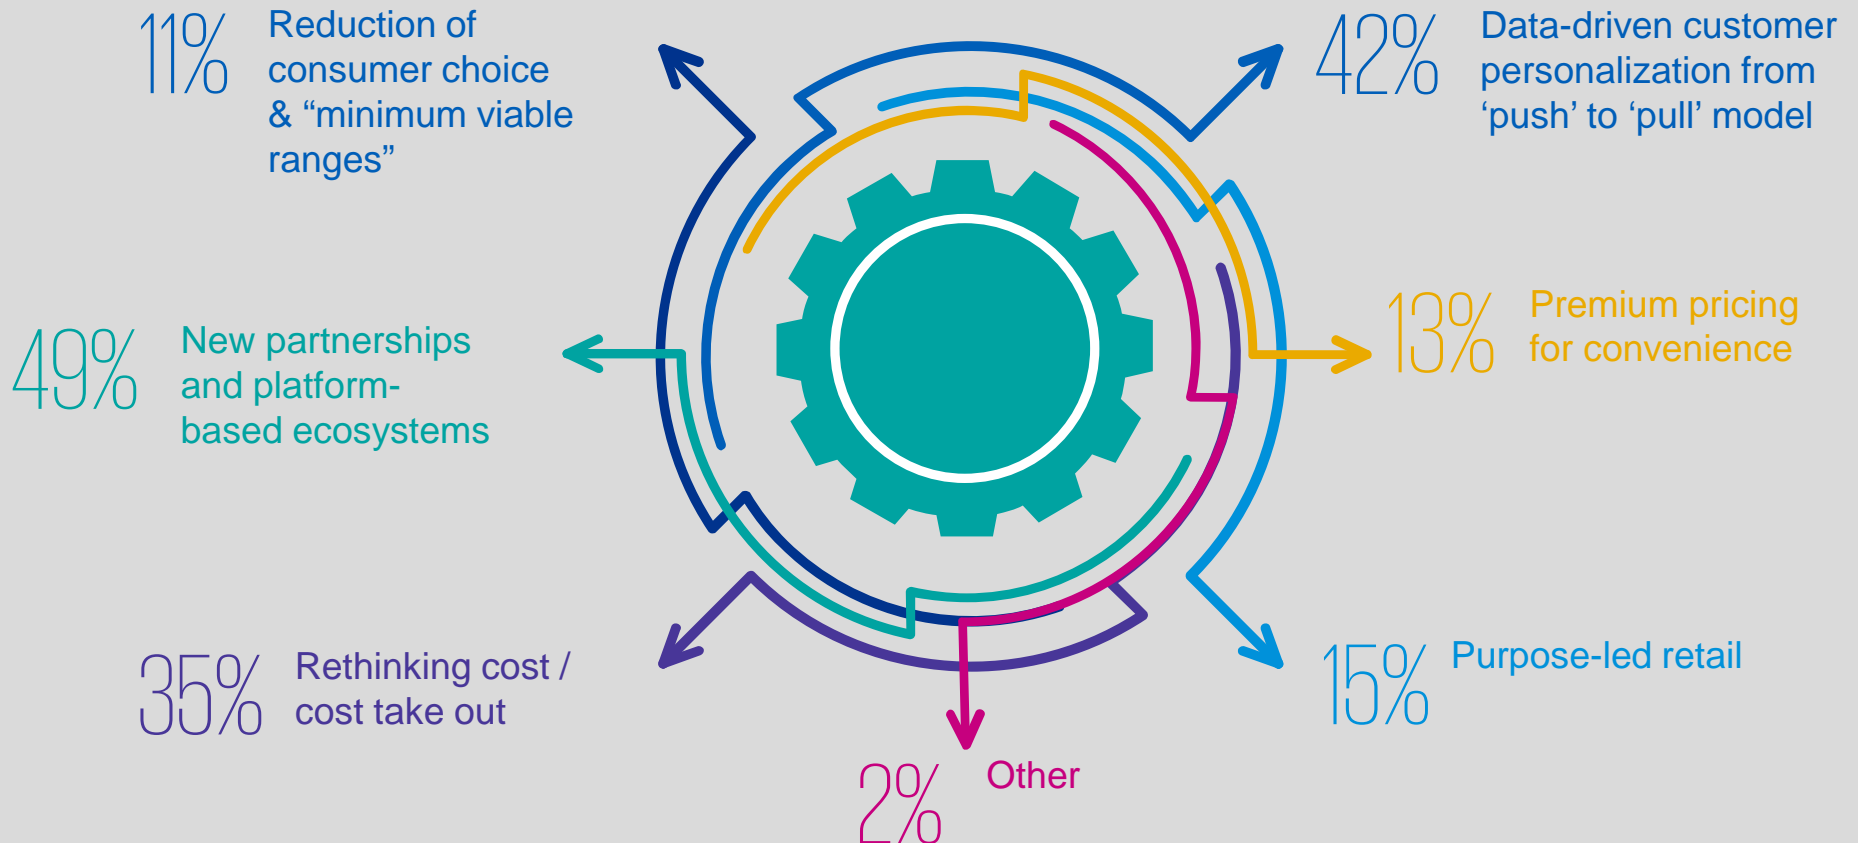 11%
Reduction of
consumer choice
& “minimum viable
ranges”
42%
Data-driven customer
personalization from
‘push’ to ‘pull’ model
49%
New partnerships
and platform-
based ecosystems
13%
Premium pricing
for convenience
35%
Rethinking cost /
cost take out
15%
Purpose-led retail
2%
Other